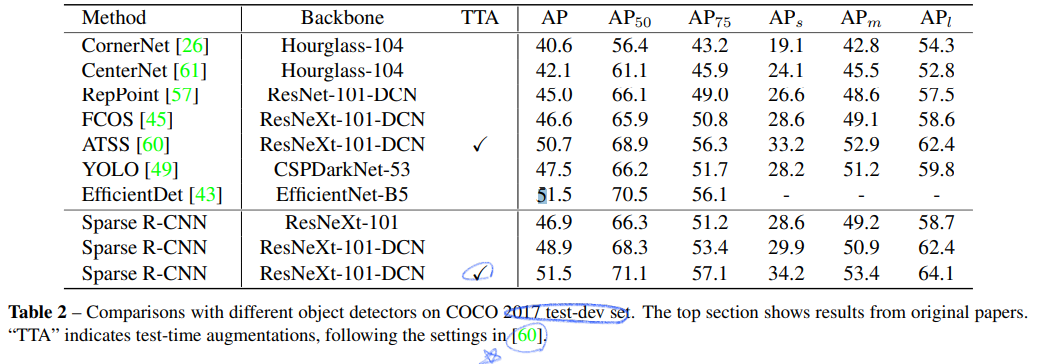 Method Backbone TTA AP AP50 AP75 APs APm APl
CornerNet [26] Hourglass-104 40.6 56.4 43.2 19.1 42.8 54.3
CenterNet [61] Hourglass-104 42.1 61.1 45.9 24.1 45.5 52.8
RepPoint [57] ResNet-101-DCN 45.0 66.1 49.0 26.6 48.6 57.5
FCOS [45] ResNeXt-101-DCN 46.6 65.9 50.8 28.6 49.1 58.6
ATSS [60] ResNeXt-101-DCN ✓ 50.7 68.9 56.3 33.2 52.9 62.4
YOLO [49] CSPDarkNet-53 47.5 66.2 51.7 28.2 51.2 59.8
EfficientDet [43] EfficientNet-B5 51.5 70.5 56.1 - - -
Sparse R-CNN ResNeXt-101 46.9 66.3 51.2 28.6 49.2 58.7
Sparse R-CNN ResNeXt-101-DCN 48.9 68.3 53.4 29.9 50.9 62.4
Sparse R-CNN ResNeXt-101-DCN ✓ 51.5 71.1 57.1 34.2 53.4 64.1
Table 2 – Comparisons with different object detectors on COCO 2017 test-dev set. The top section shows results from original papers.
“TTA” indicates test-time augmentations, following the settings in [60].